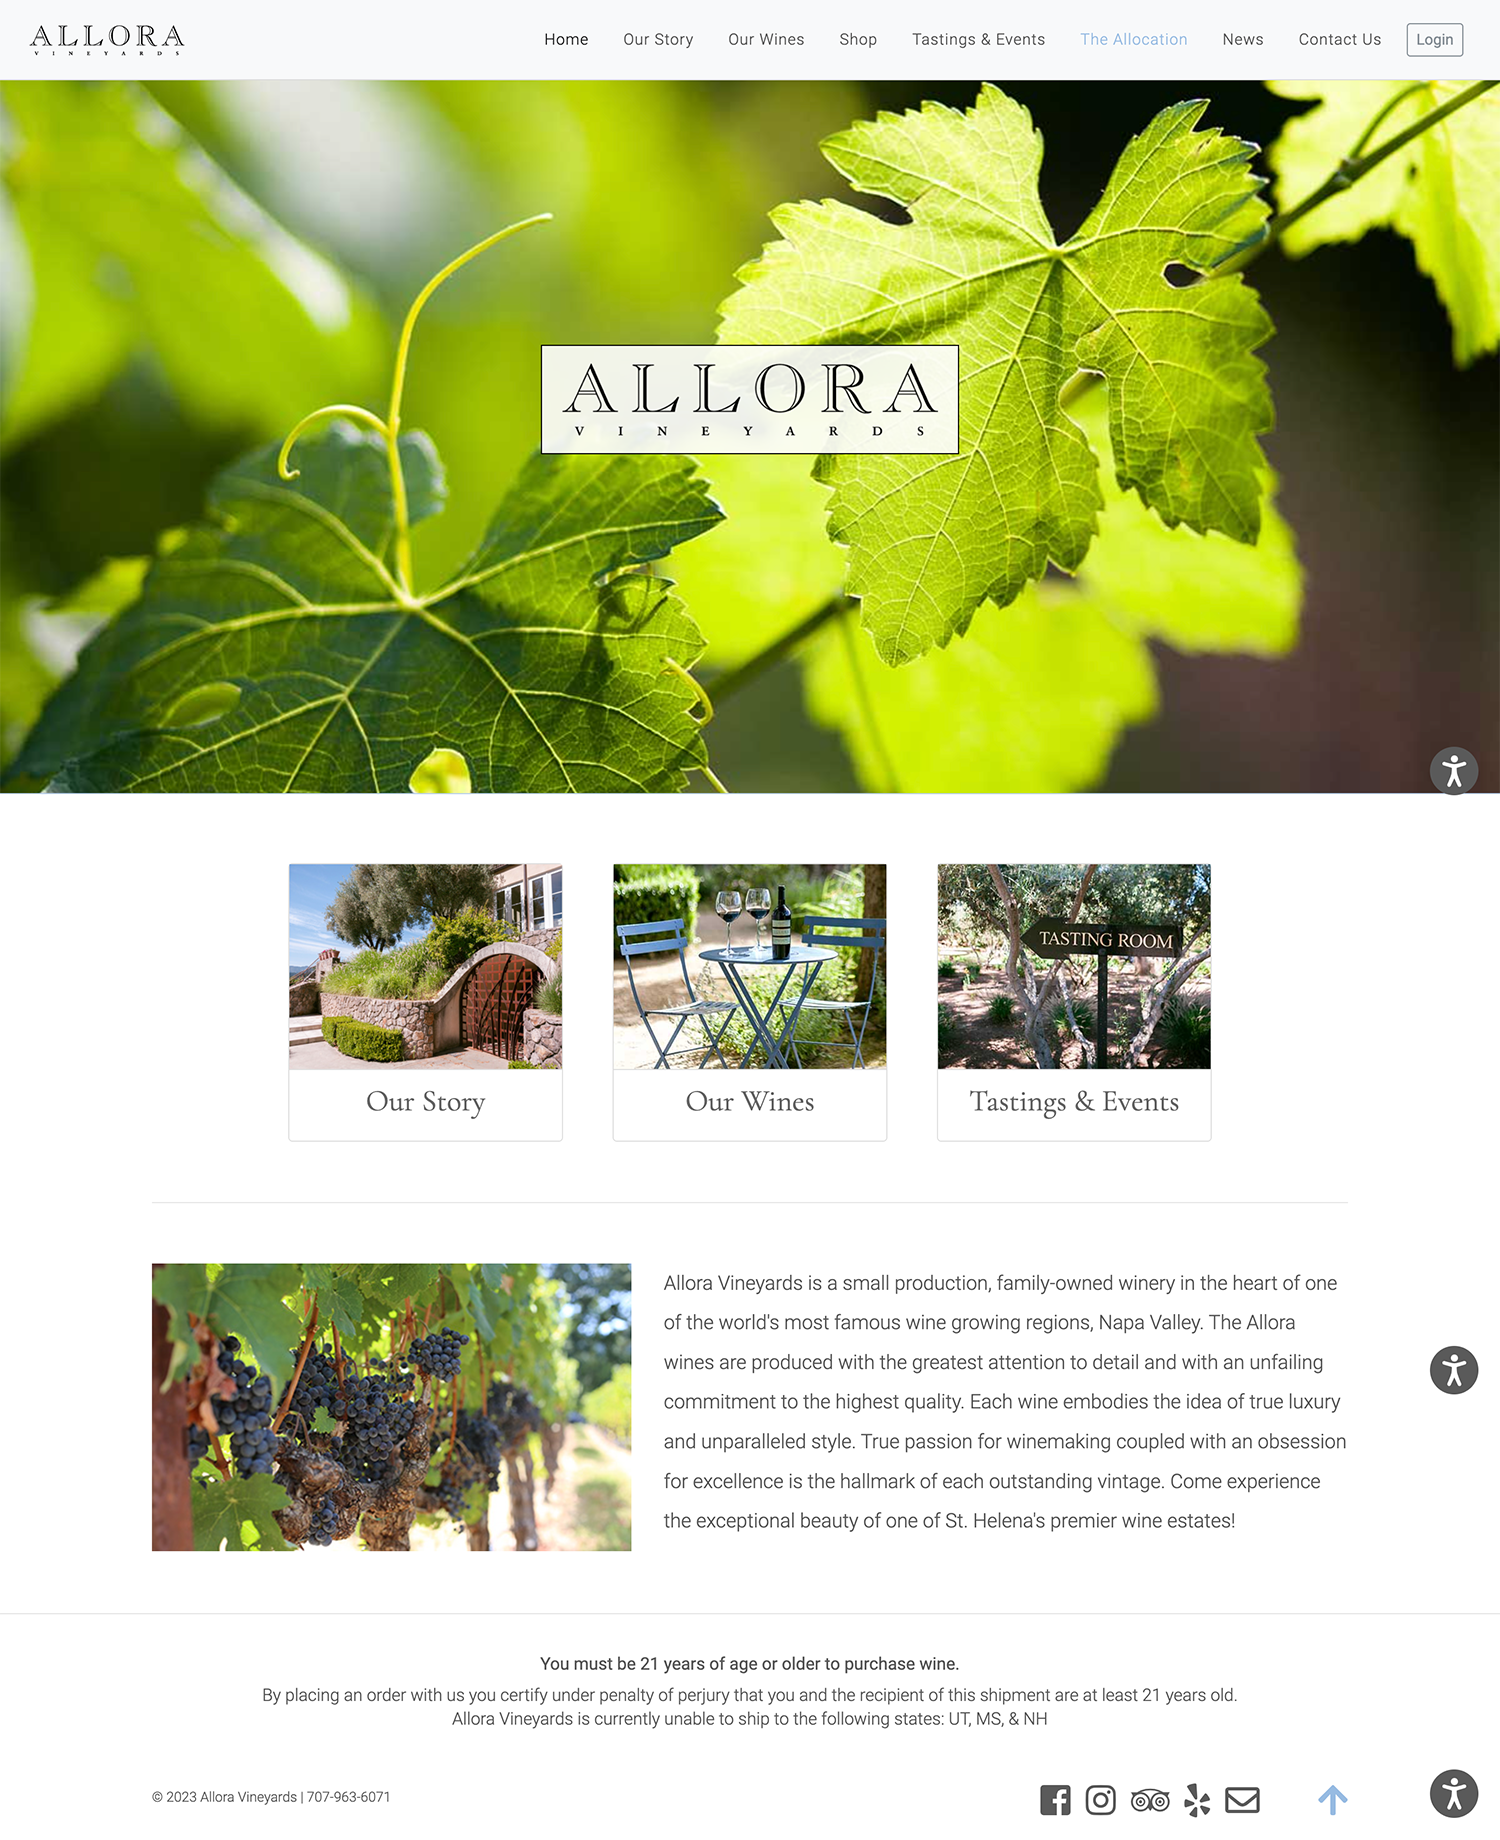 ALLORA
VINEYARDS
Home Our Story Our Wines Shop Tastings & Events The Allocation News Contact Us Login
ALLORA
VINEYARDS
TASTING ROOM
Our Story Our Wines Tastings & Events
Allora Vineyards is a small production, family-owned winery in the heart of one
of the world's most famous wine growing regions, Napa Valley. The Allora
wines are produced with the greatest attention to detail and with an unfailing
commitment to the highest quality. Each wine embodies the idea of true luxury
and unparalleled style. True passion for winemaking coupled with an obsession
for excellence is the hallmark of each outstanding vintage. Come experience
the exceptional beauty of one of St. Helena's premier wine estates!
You must be 21 years of age or older to purchase wine.
By placing an order with us you certify under penalty of perjury that you and the recipient of this shipment are at least 21 years old.
Allora Vineyards is currently unable to ship to the following states: UT, MS, & NH
© 2023 Allora Vineyards | 707-963-6071